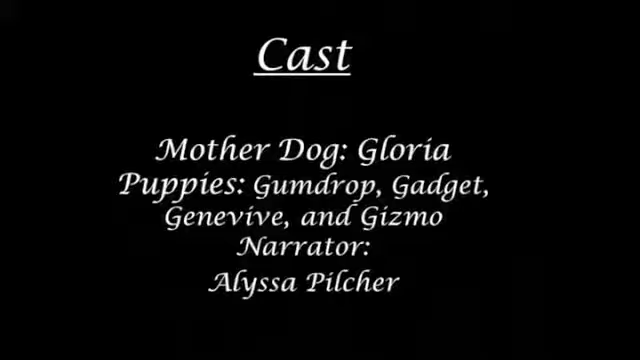 Cast
Mother Dog: Gloria
Puppies: Gumdrop, Gadget,
Genevive, and Gizmo
Narrator:
Alyssa Pilcher